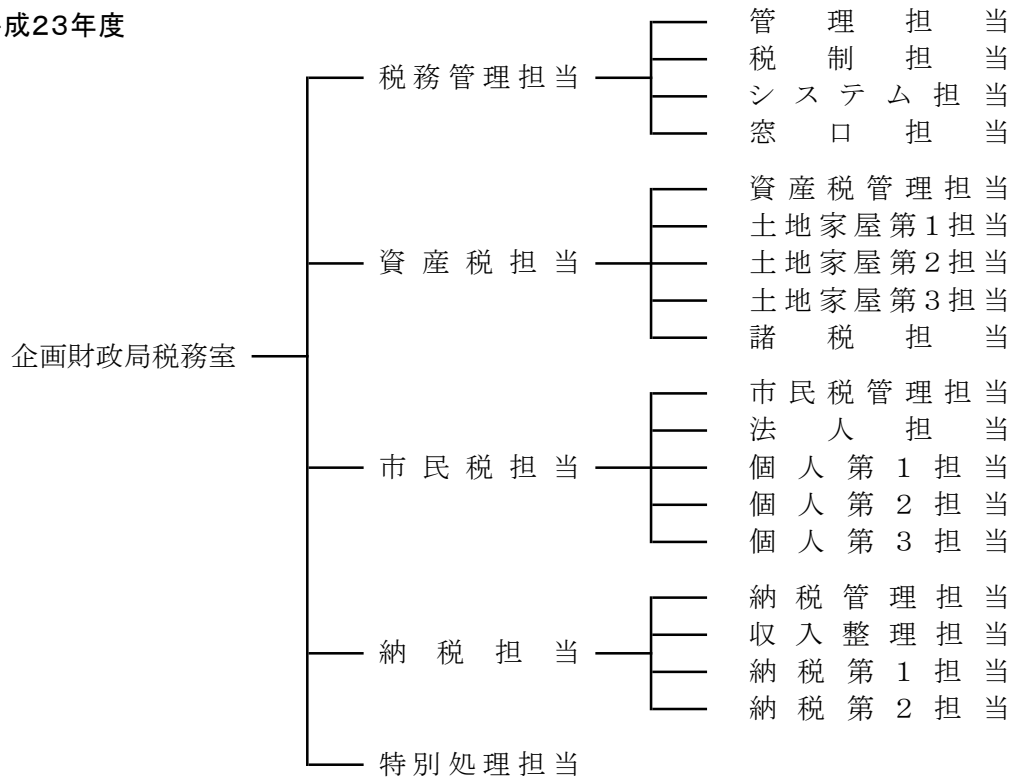 成23年度
管理担当
税制担当
税務管理担当
システム担当
窓口担当
資産税管理担当
土地家屋第1担当
資産税担当
土地家屋第2担当
土地家屋第3担当
諸税担当
企画財政局税務室
市民税管理担当
法人担当
市民税担当
個人第1担当
個人第2担当
個人第3担当
納税管理担当
収入整理担当
納税担当
納税第1担当
納税第2担当
特別処理担当